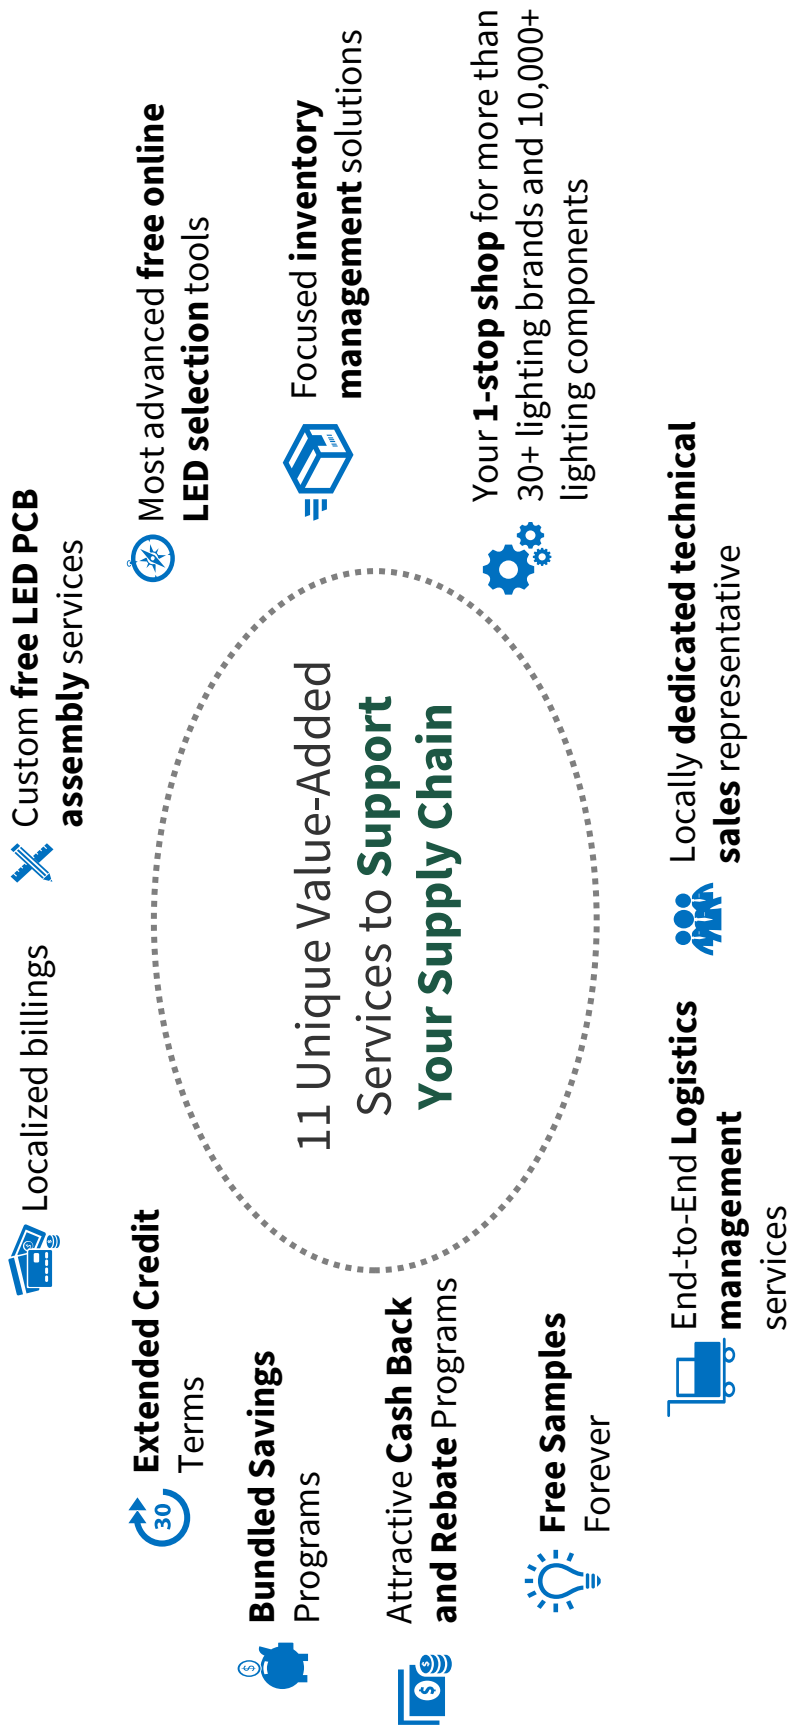 Localized billings
Custom free LED PCB
assembly services
Extended Credit
Terms
30
Most advanced free online
LED selection tools
Bundled Savings
Programs
$
11 Unique Value-Added
Services to Support
Your Supply Chain
Focused inventory
management solutions
Attractive Cash Back
and Rebate Programs
$
$
Your 1-stop shop for more than
30+ lighting brands and 10,000+
lighting components
Free Samples
Forever
End-to-End Logistics
management
services
Locally dedicated technical
sales representative